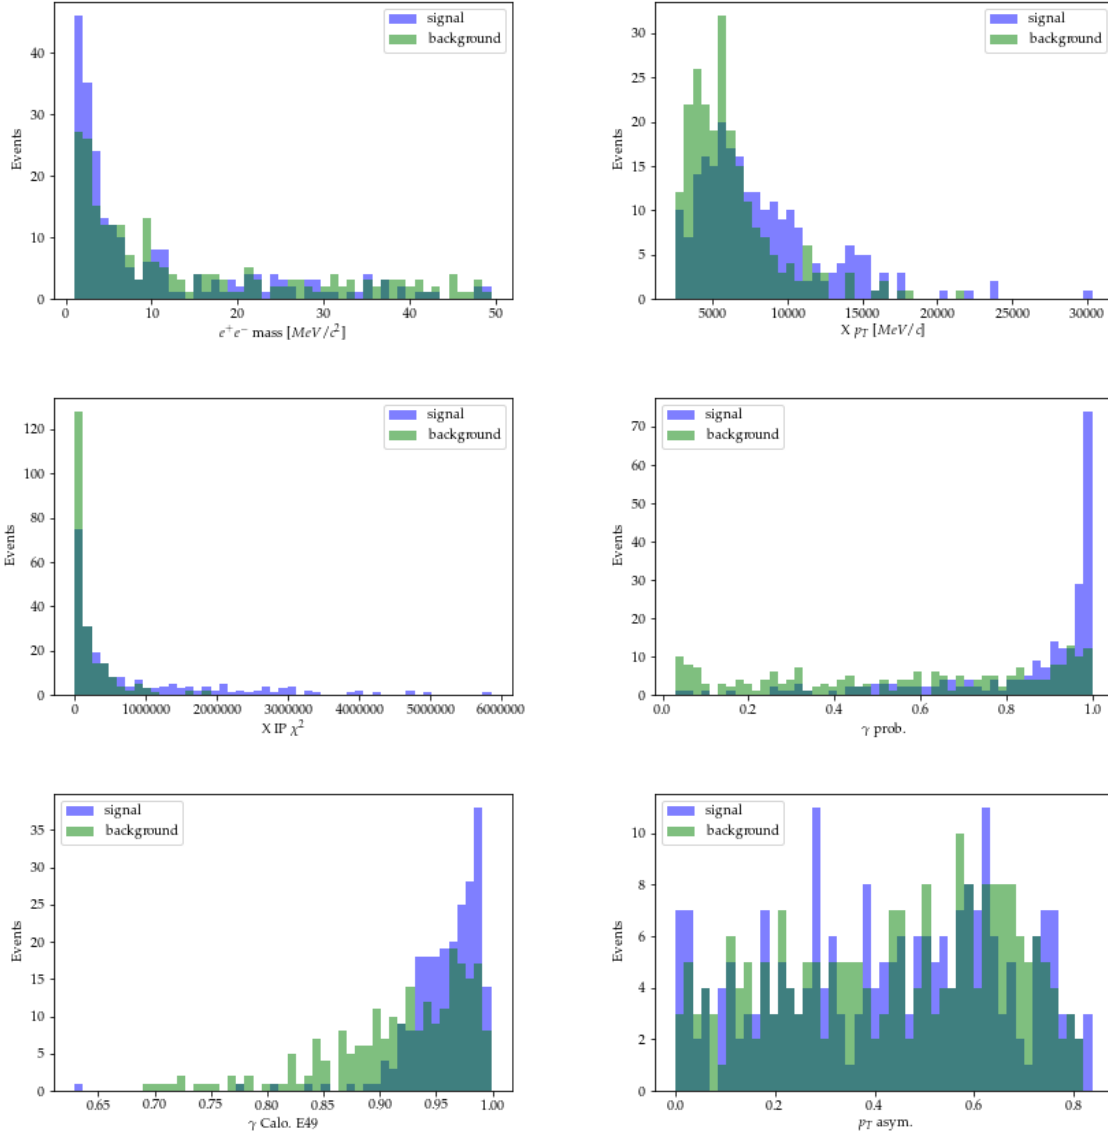 signal
background
40
30
20
10
0
Events
0 10 20 30 40 50
e⁺e⁻ mass [MeV/c²]
signal
background
30
25
20
15
10
5
0
Events
5000 10000 15000 20000 25000 30000
X p_T [MeV/c]
signal
background
120
100
80
60
40
20
0
Events
0 1000000 2000000 3000000 4000000 5000000 6000000
X IP χ²
signal
background
70
60
50
40
30
20
10
0
Events
0.0 0.2 0.4 0.6 0.8 1.0
γ prob.
signal
background
35
30
25
20
15
10
5
0
Events
0.65 0.70 0.75 0.80 0.85 0.90 0.95 1.00
γ Calo. E49
signal
background
10
8
6
4
2
0
Events
0.0 0.2 0.4 0.6 0.8
p_T asym.